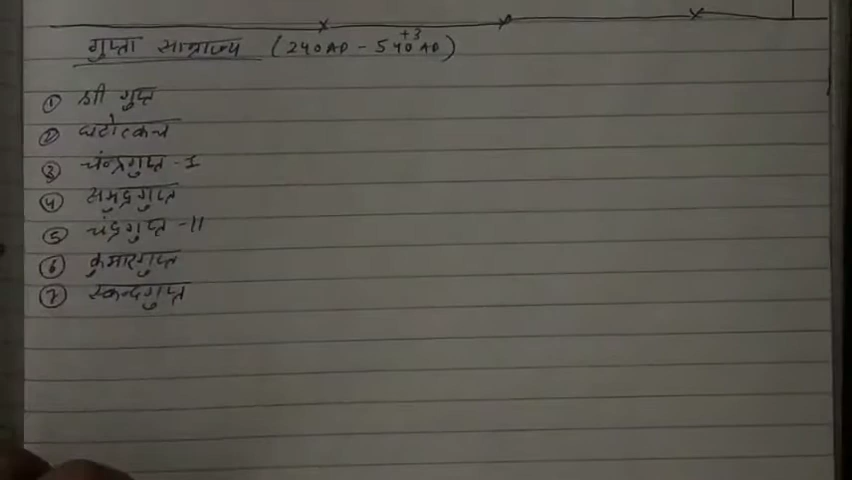 गुप्ता साम्राज्य (240 AD - 540 AD)
+3
① श्री गुप्त
② घटोत्कच
③ चंन्द्रगुप्त - I
④ समुद्रगुप्त
⑤ चंद्रगुप्त - II
⑥ कुमारगुप्त
⑦ स्कन्दगुप्त